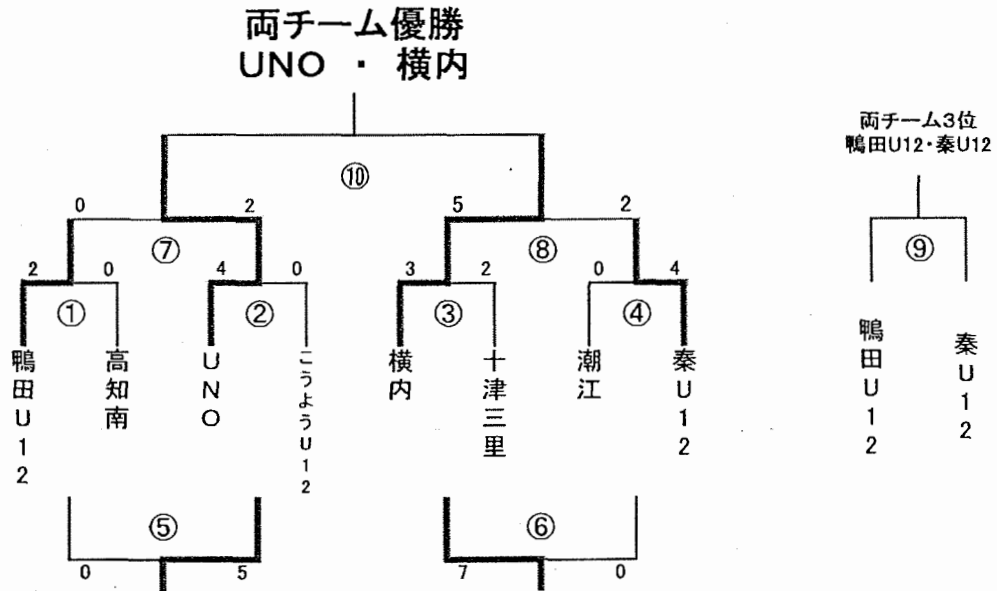 両チーム優勝
UNO ・ 横内
両チーム3位
鴨田U12・秦U12
⑩
0 2 5 2
⑦ ⑧ ⑨
2 0 4 0 3 2 0 4
① ② ③ ④
鴨田U12
高知南
UNO
こうようU12
横内
十津三里
潮江
秦U12
鴨田U12
秦U12
⑤ ⑥
0 5 7 0